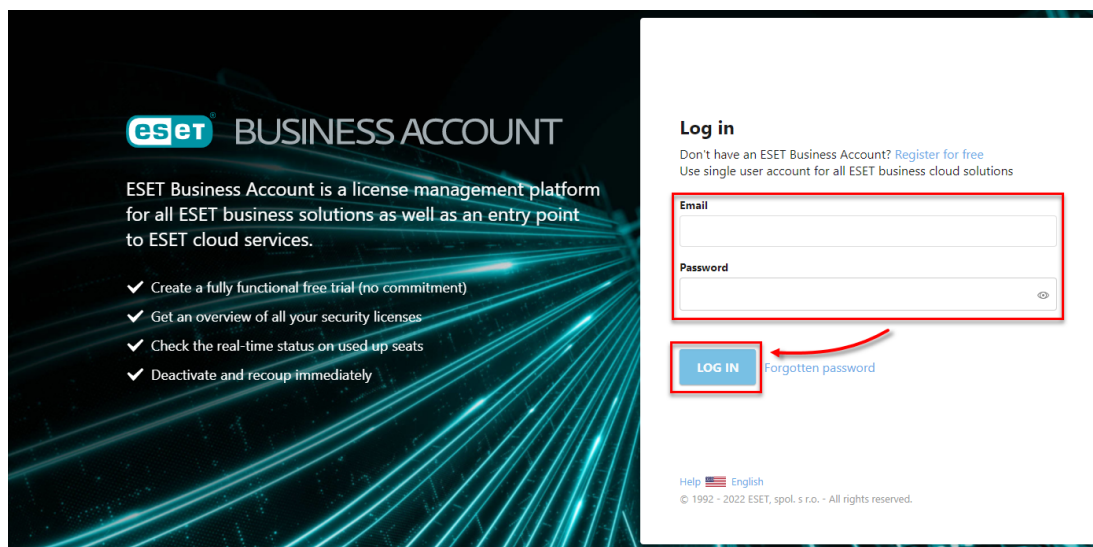 eset® BUSINESS ACCOUNT
ESET Business Account is a license management platform
for all ESET business solutions as well as an entry point
to ESET cloud services.
Create a fully functional free trial (no commitment)
Get an overview of all your security licenses
Check the real-time status on used up seats
Deactivate and recoup immediately
Log in
Don't have an ESET Business Account? Register for free
Use single user account for all ESET business cloud solutions
Email
Password
LOG IN Forgotten password
Help English
© 1992 - 2022 ESET, spol. s r.o. - All rights reserved.